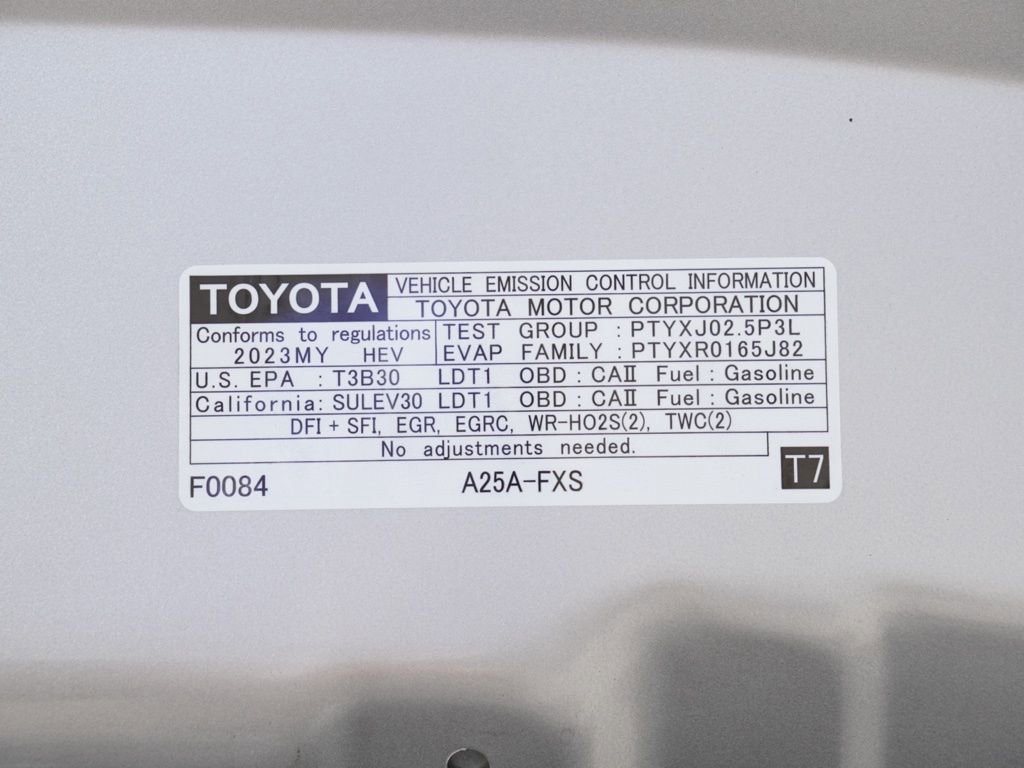 TOYOTA VEHICLE EMISSION CONTROL INFORMATION
TOYOTA MOTOR CORPORATION
Conforms to regulations TEST GROUP : PTYXJ02.5P3L
2023MY HEV EVAP FAMILY : PTYXR0165J82
U.S. EPA : T3B30 LDT1 OBD : CAⅡ Fuel : Gasoline
California: SULEV30 LDT1 OBD : CAⅡ Fuel : Gasoline
DFI + SFI, EGR, EGRC, WR-HO2S(2), TWC(2)
No adjustments needed.
F0084 A25A-FXS T7